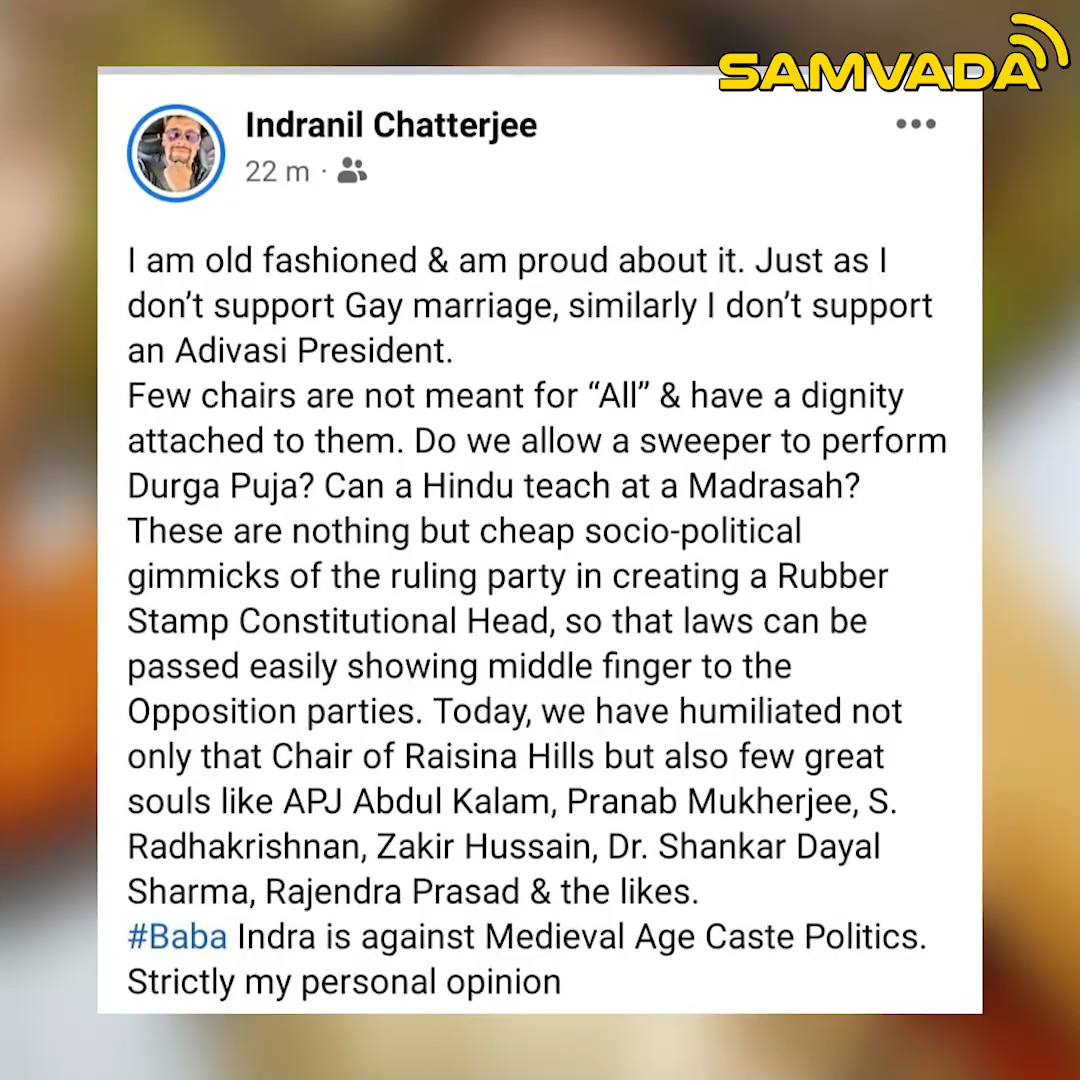 SAMVADA
Indranil Chatterjee
22 m ·
I am old fashioned & am proud about it. Just as I
don't support Gay marriage, similarly I don't support
an Adivasi President.
Few chairs are not meant for “All” & have a dignity
attached to them. Do we allow a sweeper to perform
Durga Puja? Can a Hindu teach at a Madrasah?
These are nothing but cheap socio-political
gimmicks of the ruling party in creating a Rubber
Stamp Constitutional Head, so that laws can be
passed easily showing middle finger to the
Opposition parties. Today, we have humiliated not
only that Chair of Raisina Hills but also few great
souls like APJ Abdul Kalam, Pranab Mukherjee, S.
Radhakrishnan, Zakir Hussain, Dr. Shankar Dayal
Sharma, Rajendra Prasad & the likes.
#Baba Indra is against Medieval Age Caste Politics.
Strictly my personal opinion